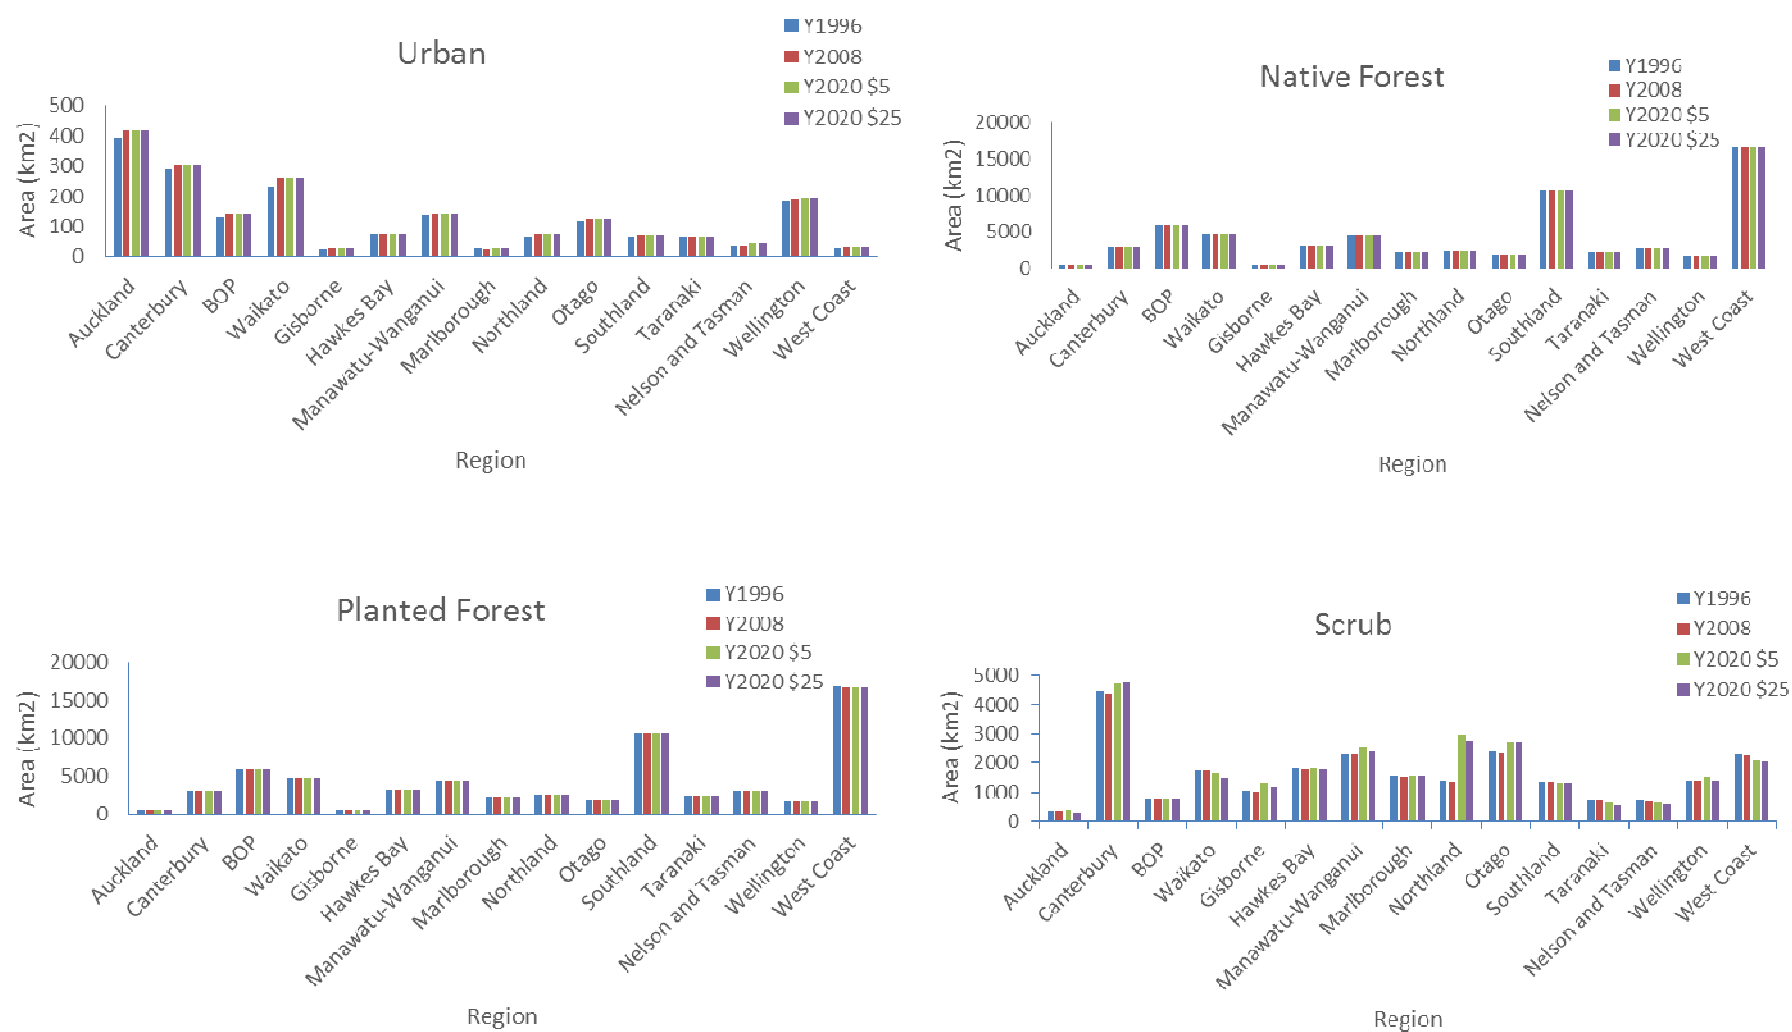 Urban
Y1996
Y2008
Y2020 $5
Y2020 $25
Area (km2)
500
400
300
200
100
0
Auckland
Canterbury
BOP
Waikato
Gisborne
Hawkes Bay
Manawatu-Wanganui
Marlborough
Northland
Otago
Southland
Taranaki
Nelson and Tasman
Wellington
West Coast
Region
Native Forest
Y1996
Y2008
Y2020 $5
Y2020 $25
Area (km2)
20000
15000
10000
5000
0
Auckland
Canterbury
BOP
Waikato
Gisborne
Hawkes Bay
Manawatu-Wanganui
Marlborough
Northland
Otago
Southland
Taranaki
Nelson and Tasman
Wellington
West Coast
Region
Planted Forest
Y1996
Y2008
Y2020 $5
Y2020 $25
Area (km2)
20000
15000
10000
5000
0
Auckland
Canterbury
BOP
Waikato
Gisborne
Hawkes Bay
Manawatu-Wanganui
Marlborough
Northland
Otago
Southland
Taranaki
Nelson and Tasman
Wellington
West Coast
Region
Scrub
Y1996
Y2008
Y2020 $5
Y2020 $25
Area (km2)
5000
4000
3000
2000
1000
0
Auckland
Canterbury
BOP
Waikato
Gisborne
Hawkes Bay
Manawatu-Wanganui
Marlborough
Northland
Otago
Southland
Taranaki
Nelson and Tasman
Wellington
West Coast
Region